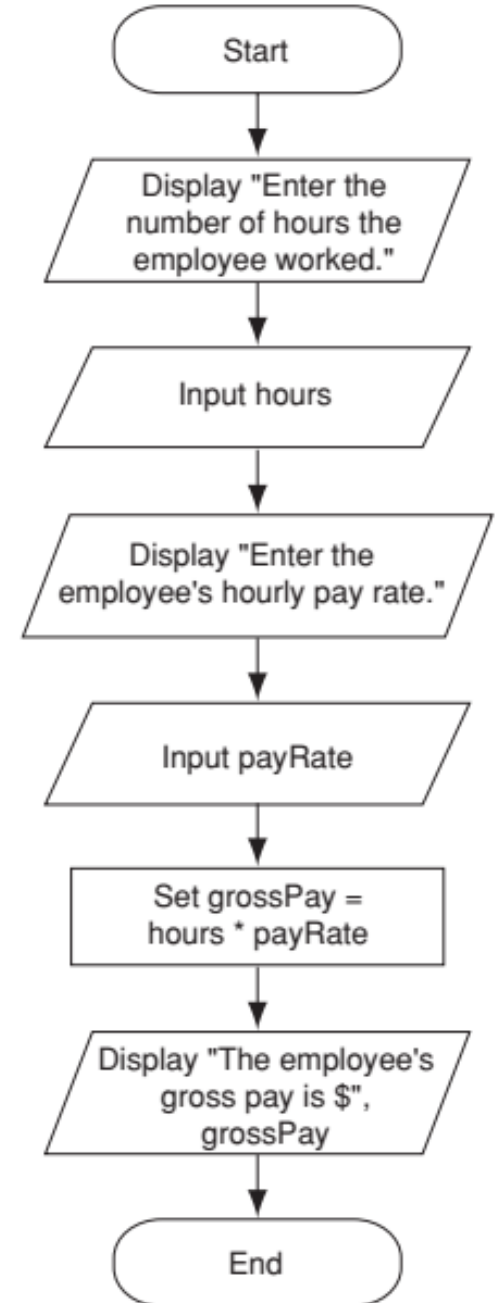 Start
Display "Enter the
number of hours the
employee worked."
Input hours
Display "Enter the
employee's hourly pay rate."
Input payRate
Set grossPay =
hours * payRate
Display "The employee's
gross pay is $",
grossPay
End